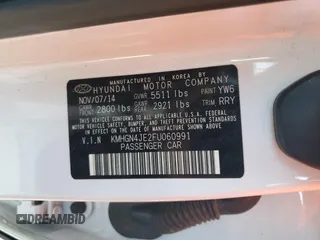 MANUFACTURED IN KOREA BY
HYUNDAI MOTOR COMPANY
NOV/07/14 GVWR 5511 lbs PAINT YW6
GAWR FRONT 2800 lbs GAWR REAR 2921 lbs TRIM RRY
THIS VEHICLE CONFORMS TO ALL APPLICABLE
U.S. FEDERAL MOTOR VEHICLE SAFETY, BUMPER,
AND THEFT PREVENTION STANDARDS IN EFFECT ON
THE DATE OF MANUFACTURE SHOWN ABOVE.
V.I.N KMHGN4JE2FU060991
PASSENGER CAR
DREAMBID